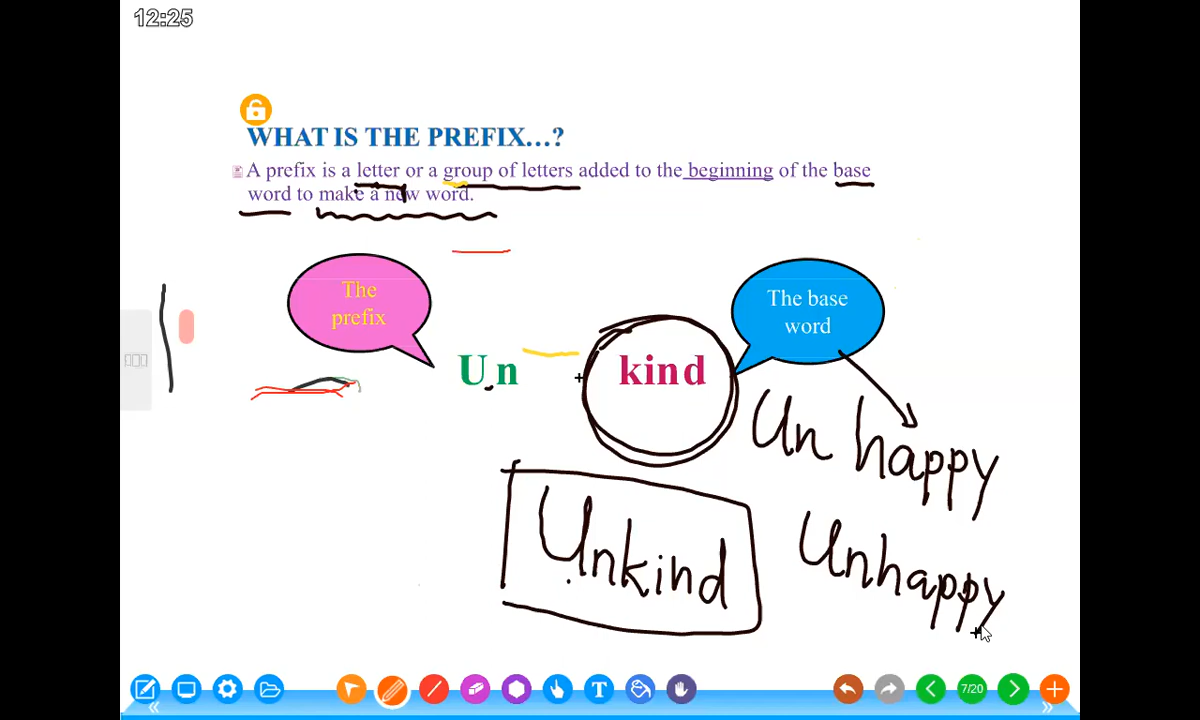 12:25
WHAT IS THE PREFIX...?
A prefix is a letter or a group of letters added to the beginning of the base
word to make a new word.
The
prefix
The base
word
Un
kind
Un happy
Unkind
Unhappy
7/20